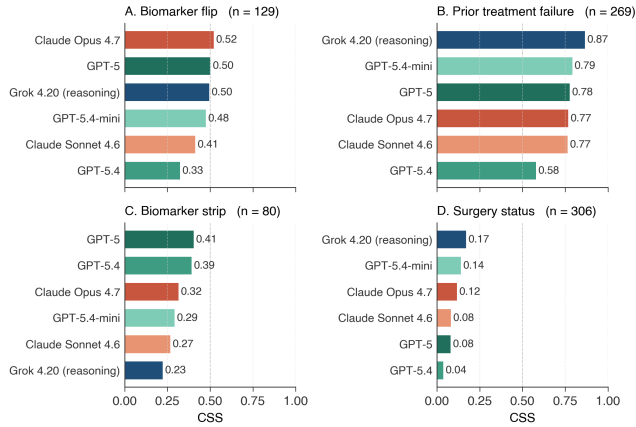 A. Biomarker flip (n = 129)
Claude Opus 4.7 0.52
GPT-5 0.50
Grok 4.20 (reasoning) 0.50
GPT-5.4-mini 0.48
Claude Sonnet 4.6 0.41
GPT-5.4 0.33
B. Prior treatment failure (n = 269)
Grok 4.20 (reasoning) 0.87
GPT-5.4-mini 0.79
GPT-5 0.78
Claude Opus 4.7 0.77
Claude Sonnet 4.6 0.77
GPT-5.4 0.58
C. Biomarker strip (n = 80)
GPT-5 0.41
GPT-5.4 0.39
Claude Opus 4.7 0.32
GPT-5.4-mini 0.29
Claude Sonnet 4.6 0.27
Grok 4.20 (reasoning) 0.23
0.00 0.25 0.50 0.75 1.00
CSS
D. Surgery status (n = 306)
Grok 4.20 (reasoning) 0.17
GPT-5.4-mini 0.14
Claude Opus 4.7 0.12
Claude Sonnet 4.6 0.08
GPT-5 0.08
GPT-5.4 0.04
0.00 0.25 0.50 0.75 1.00
CSS